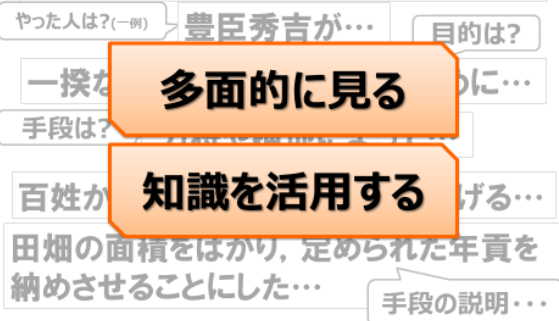 やった人は?(一例)
豊臣秀吉が…
目的は?
一揆な
めに…
多面的に見る
手段は?
知識を活用する
百姓か
げる…
田畑の面積をはかり，定められた年貢を
納めさせることにした…
手段の説明・・・